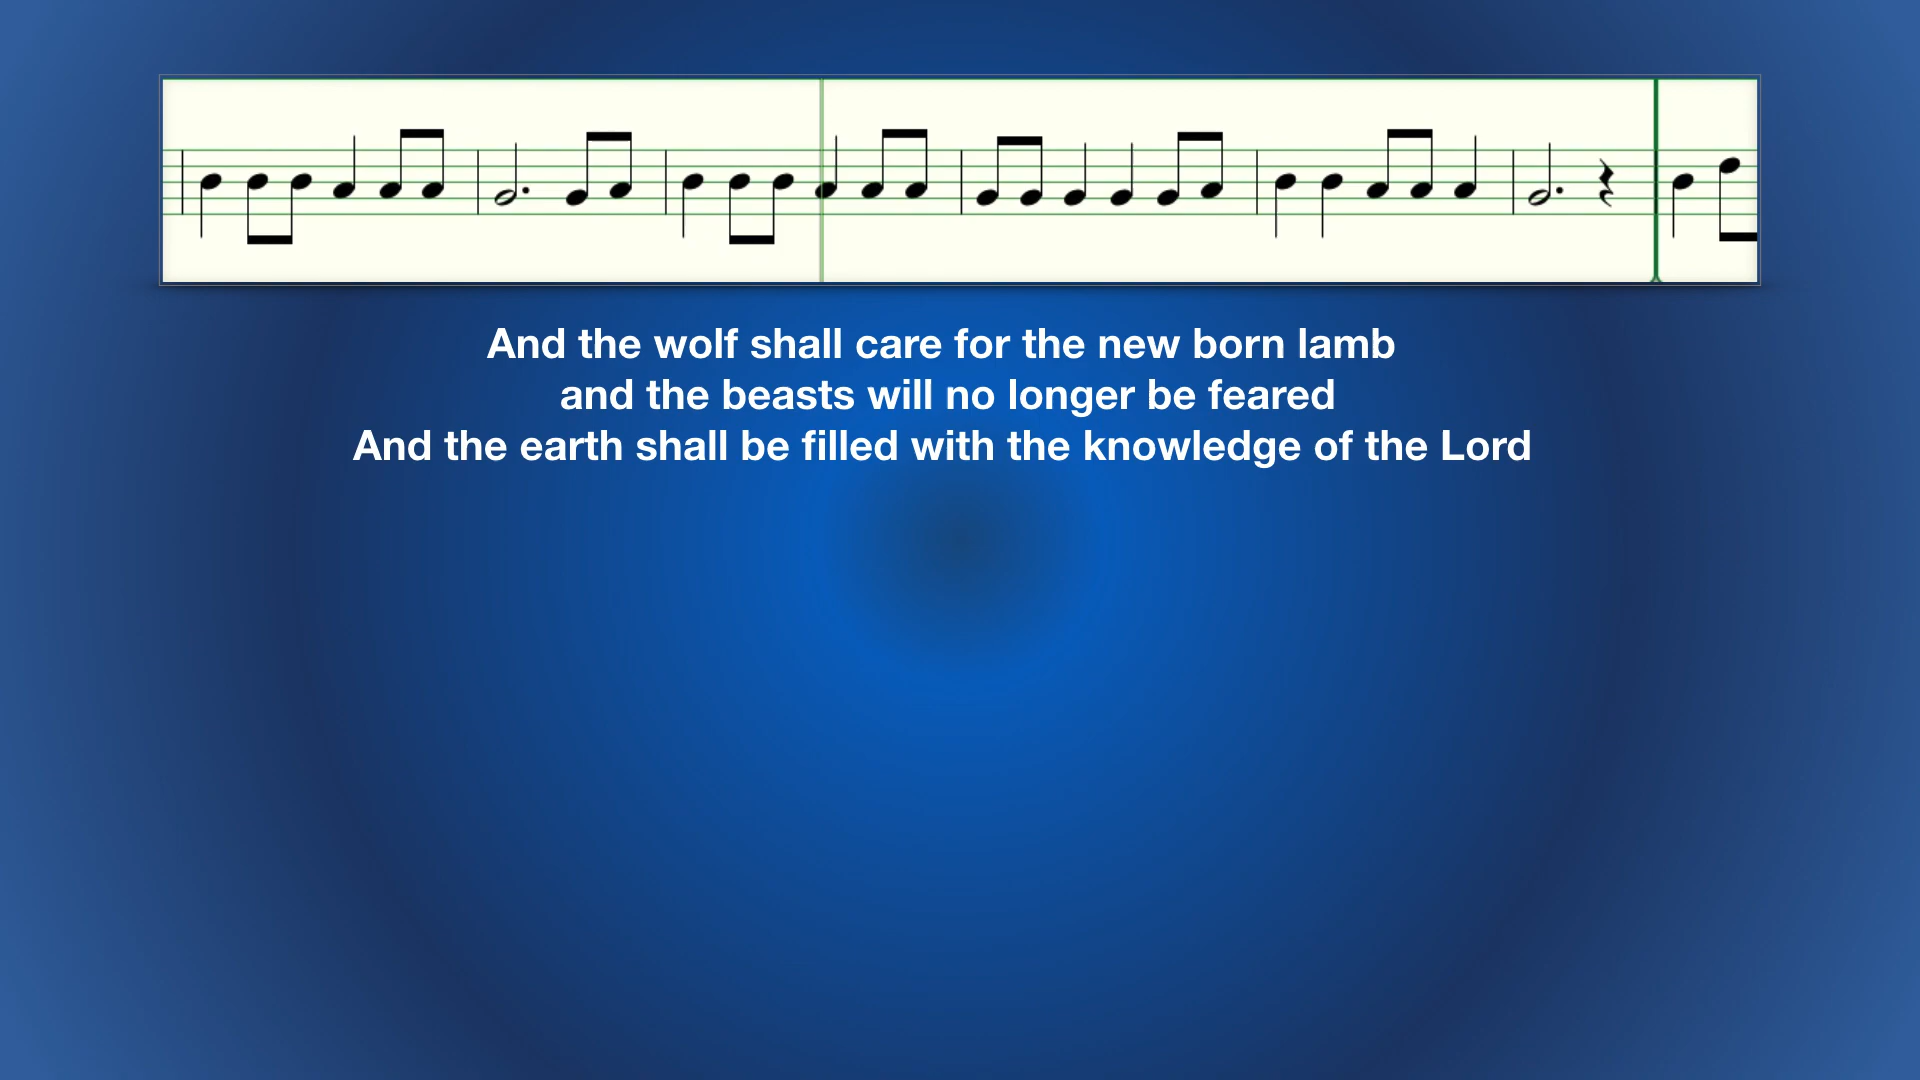 And the wolf shall care for the new born lamb
and the beasts will no longer be feared
And the earth shall be filled with the knowledge of the Lord